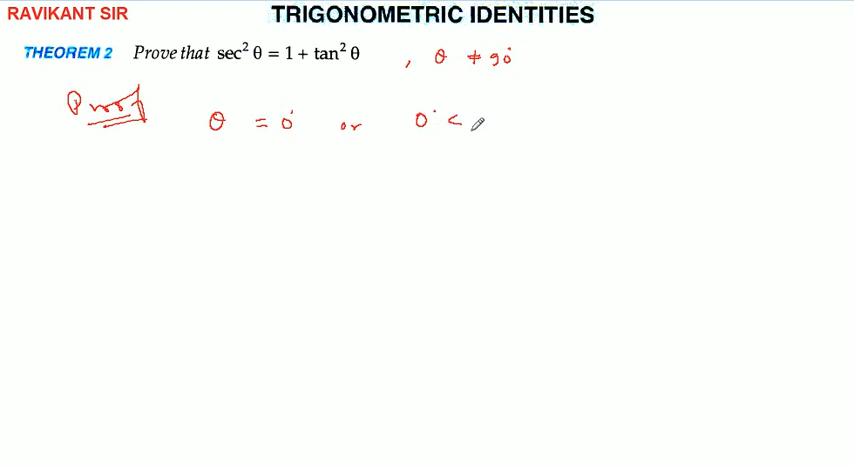 RAVIKANT SIR
TRIGONOMETRIC IDENTITIES
THEOREM 2 Prove that sec² θ = 1 + tan² θ , θ ≠ 90°
Proof
θ = 0° or 0° <